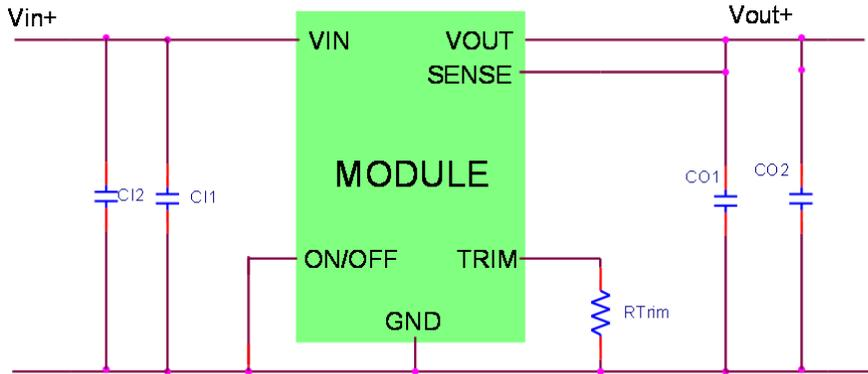 Vin+
Vout+
VIN
VOUT
SENSE
MODULE
CI2
CI1
CO1
CO2
ON/OFF
TRIM
RTrim
GND